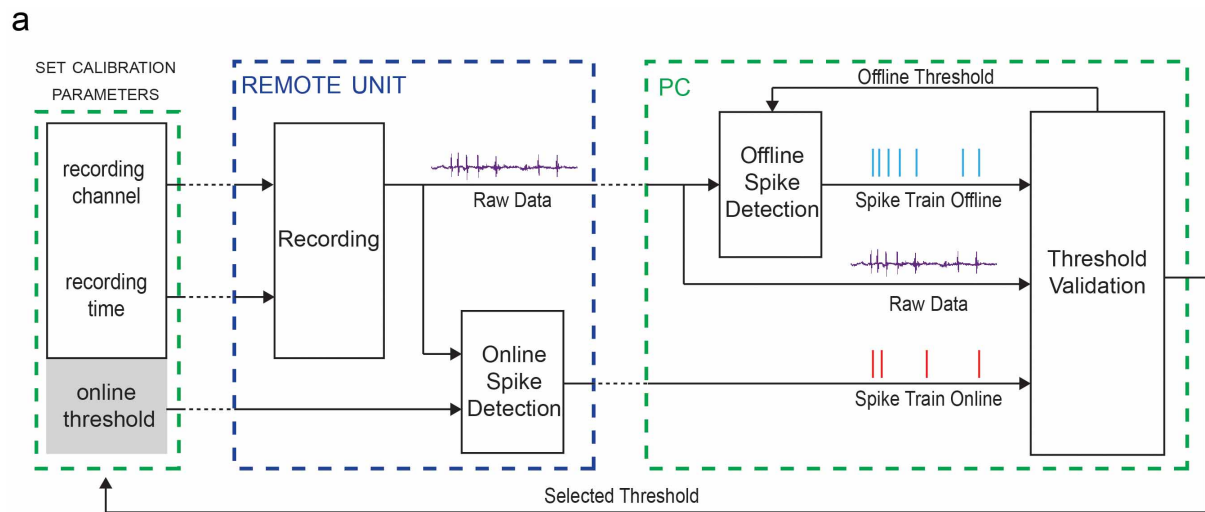 a
SET CALIBRATION
PARAMETERS
recording
channel
recording
time
online
threshold
REMOTE UNIT
Recording
Raw Data
Online
Spike
Detection
PC
Offline Threshold
Offline
Spike
Detection
Spike Train Offline
Raw Data
Spike Train Online
Threshold
Validation
Selected Threshold